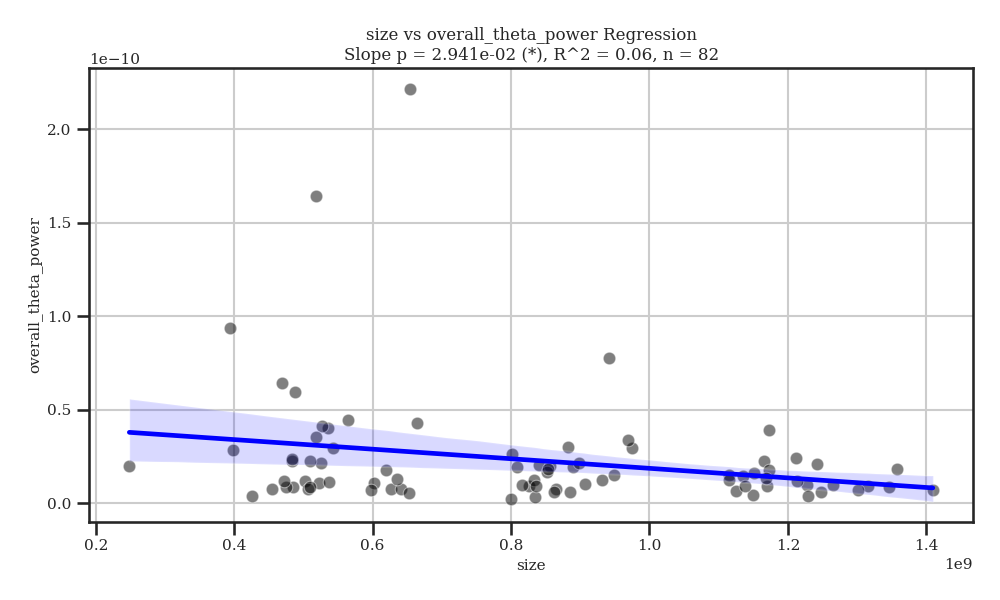 size vs overall_theta_power Regression
Slope p = 2.941e-02 (*), R^2 = 0.06, n = 82
1e−10
2.0
1.5
1.0
0.5
0.0
overall_theta_power
0.2
0.4
0.6
0.8
1.0
1.2
1.4
1e9
size